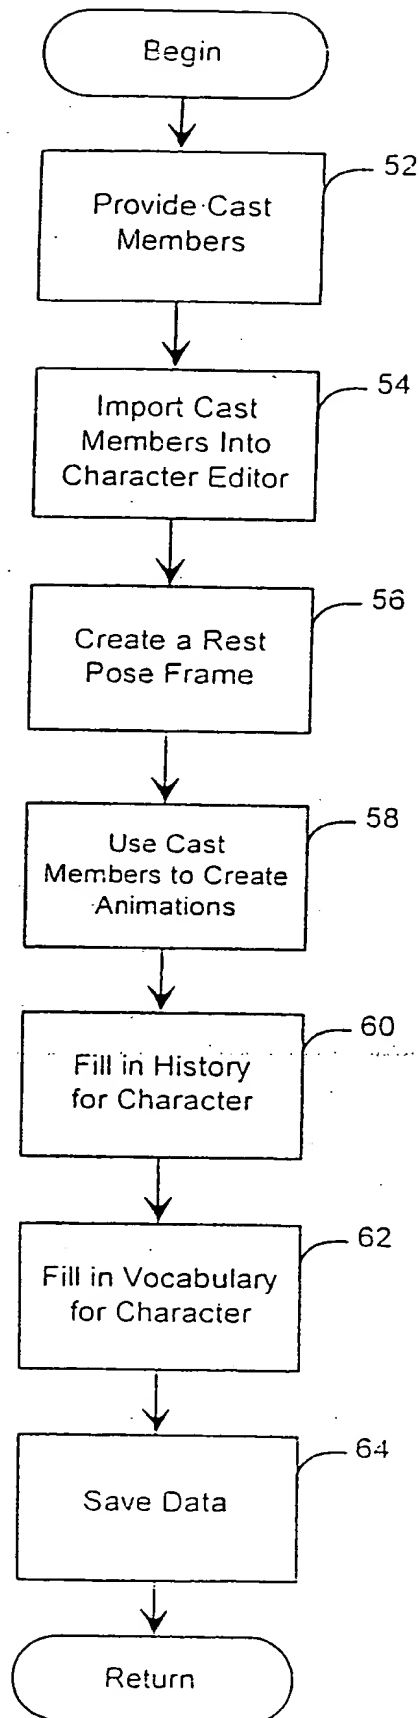 Begin
52
Provide Cast
Members
54
Import Cast
Members Into
Character Editor
56
Create a Rest
Pose Frame
58
Use Cast
Members to Create
Animations
60
Fill in History
for Character
62
Fill in Vocabulary
for Character
64
Save Data
Return